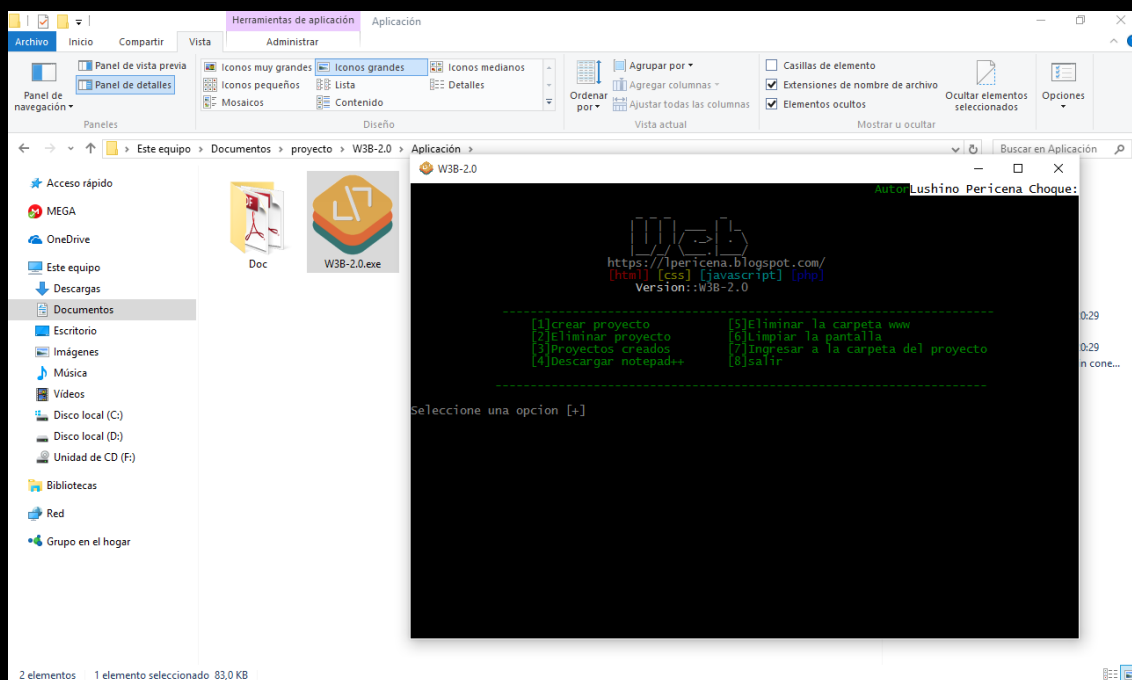 Herramientas de aplicación Aplicación
Archivo Inicio Compartir Vista Administrar
Panel de navegación
Panel de vista previa
Panel de detalles
Paneles
Iconos muy grandes Iconos grandes Iconos medianos
Iconos pequeños Lista Detalles
Mosaicos Contenido
Diseño
Ordenar por
Agrupar por
Agregar columnas
Ajustar todas las columnas
Vista actual
Casillas de elemento
Extensiones de nombre de archivo
Elementos ocultos
Ocultar elementos seleccionados
Mostrar u ocultar
Opciones
Este equipo > Documentos > proyecto > W3B-2.0 > Aplicación >
Buscar en Aplicación
Acceso rápido
MEGA
OneDrive
Este equipo
Descargas
Documentos
Escritorio
Imágenes
Música
Vídeos
Disco local (C:)
Disco local (D:)
Unidad de CD (F:)
Bibliotecas
Red
Grupo en el hogar
PDF
Doc
W3B-2.0.exe
W3B-2.0
AutorLushino Pericena Choque:
https://lpericena.blogspot.com/
[html] [css] [javascript] [php]
Version::W3B-2.0
[1]crear proyecto [5]Eliminar la carpeta www
[2]Eliminar proyecto [6]Limpiar la pantalla
[3]Proyectos creados [7]Ingresar a la carpeta del proyecto
[4]Descargar notepad++ [8]salir
Seleccione una opcion [+]
0:29
0:29
n cone...
2 elementos 1 elemento seleccionado 83,0 KB